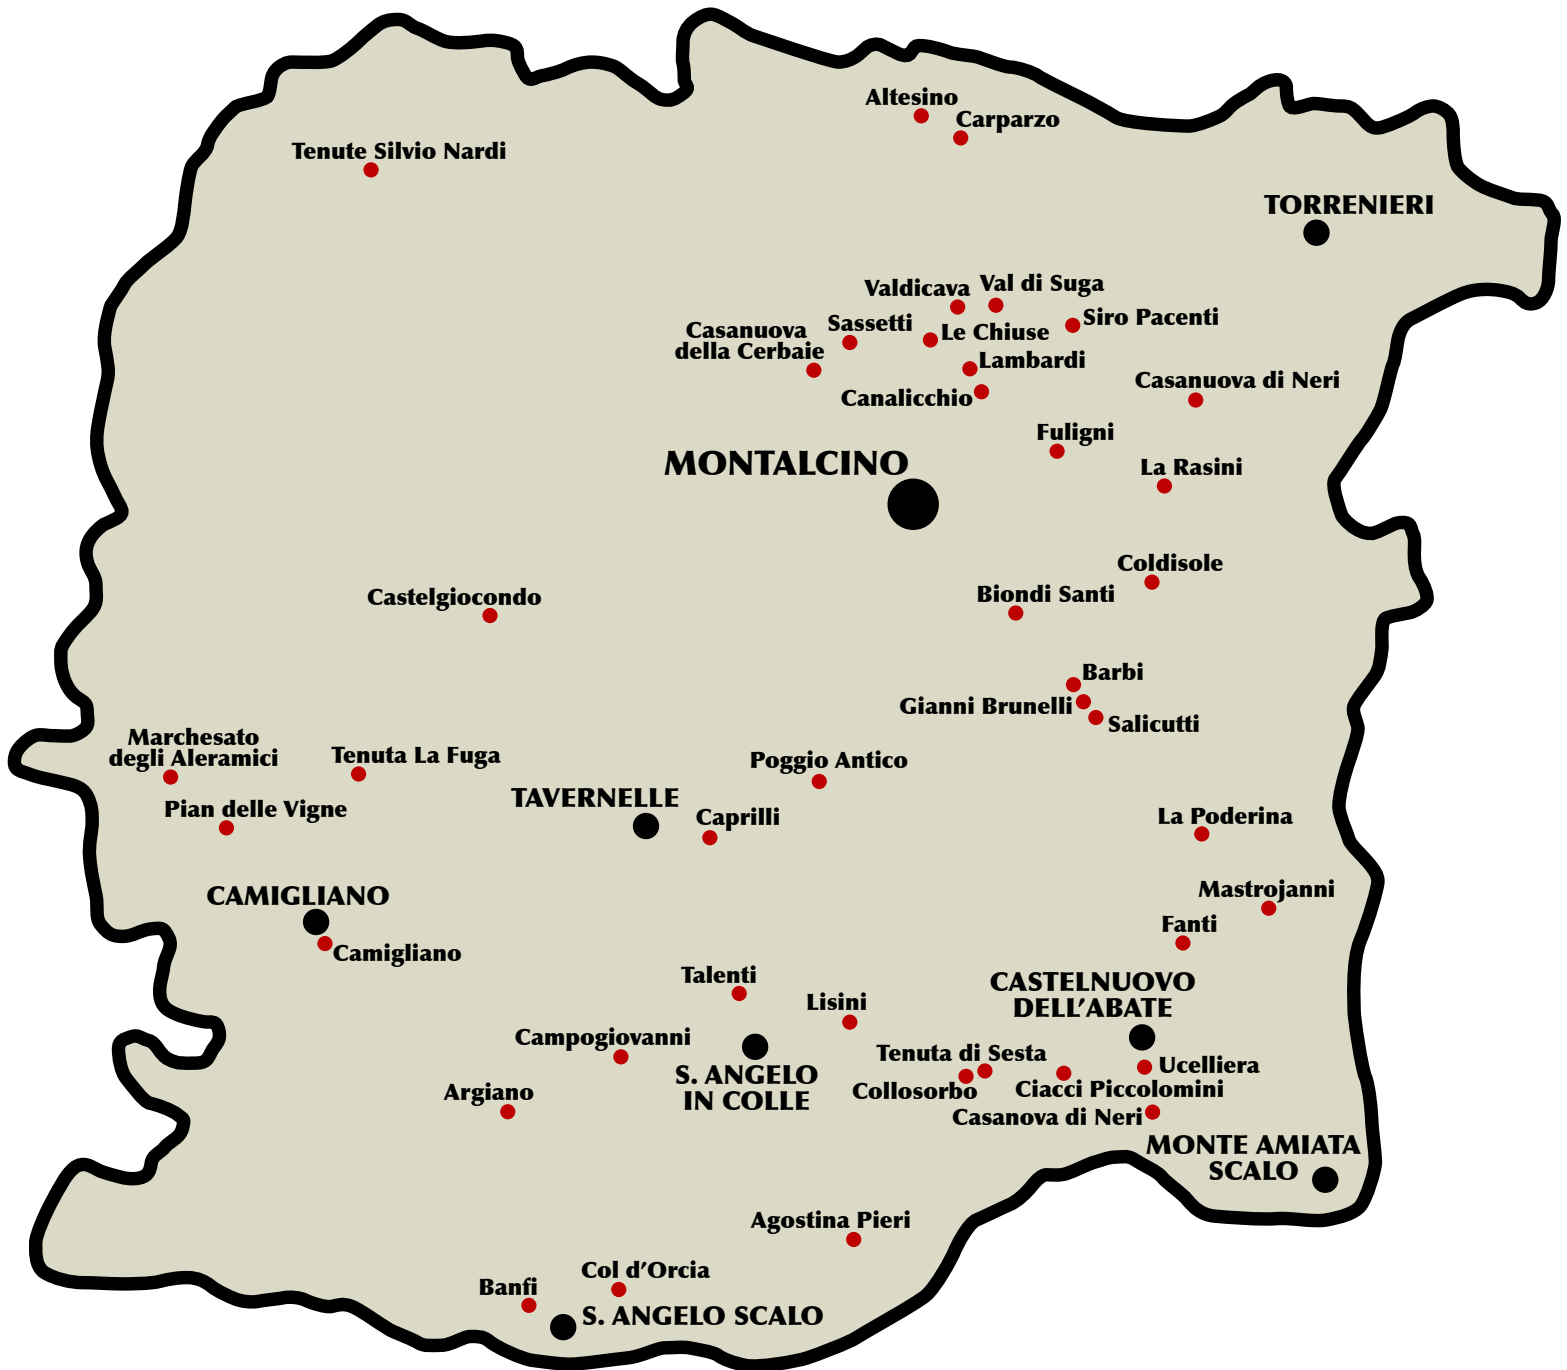 Altesino
Carparzo
Tenute Silvio Nardi
TORRENIERI
Valdicava
Val di Suga
Siro Pacenti
Sassetti
Le Chiuse
Casanuova
della Cerbaie
Lambardi
Canalicchio
Casanuova di Neri
Fuligni
MONTALCINO
La Rasini
Coldisole
Biondi Santi
Castelgiocondo
Barbi
Gianni Brunelli
Salicutti
Marchesato
degli Aleramici
Tenuta La Fuga
Poggio Antico
TAVERNELLE
Pian delle Vigne
Caprilli
La Poderina
CAMIGLIANO
Camigliano
Mastrojanni
Fanti
Talenti
CASTELNUOVO
DELL’ABATE
Lisini
Campogiovanni
Tenuta di Sesta
Ucelliera
S. ANGELO
IN COLLE
Collosorbo
Ciacci Piccolomini
Argiano
Casanova di Neri
MONTE AMIATA
SCALO
Agostina Pieri
Col d’Orcia
Banfi
S. ANGELO SCALO